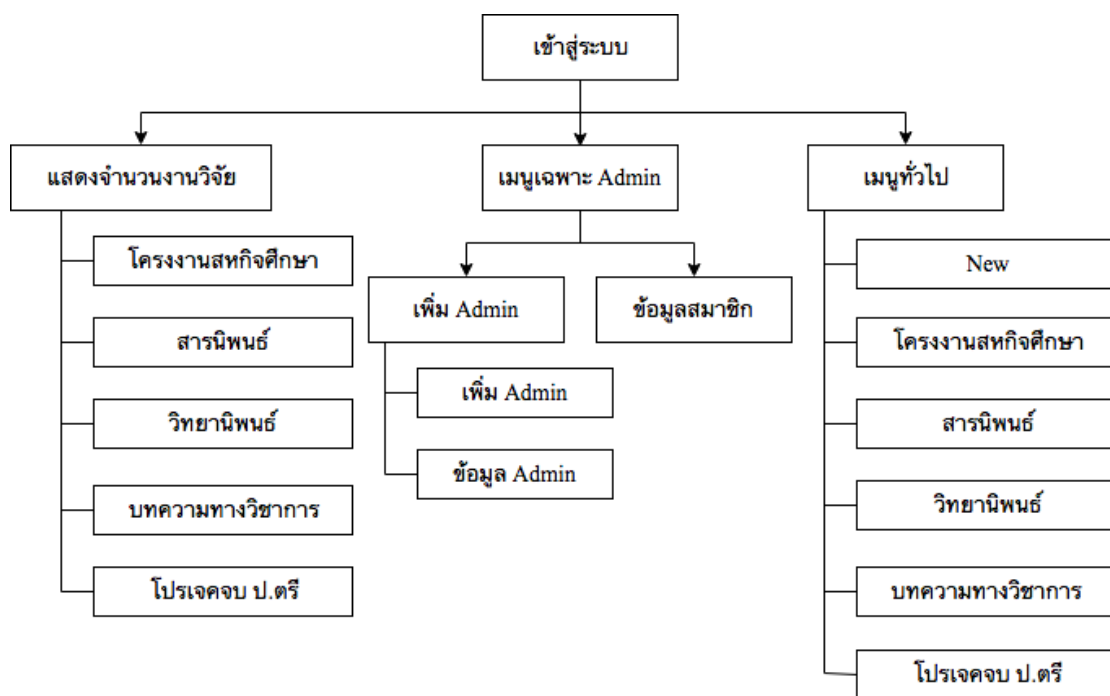 เข้าสู่ระบบ
แสดงจำนวนงานวิจัย
โครงงานสหกิจศึกษา
สารนิพนธ์
วิทยานิพนธ์
บทความทางวิชาการ
โปรเจคจบ ป.ตรี
เมนูเฉพาะ Admin
เพิ่ม Admin
เพิ่ม Admin
ข้อมูล Admin
ข้อมูลสมาชิก
เมนูทั่วไป
New
โครงงานสหกิจศึกษา
สารนิพนธ์
วิทยานิพนธ์
บทความทางวิชาการ
โปรเจคจบ ป.ตรี